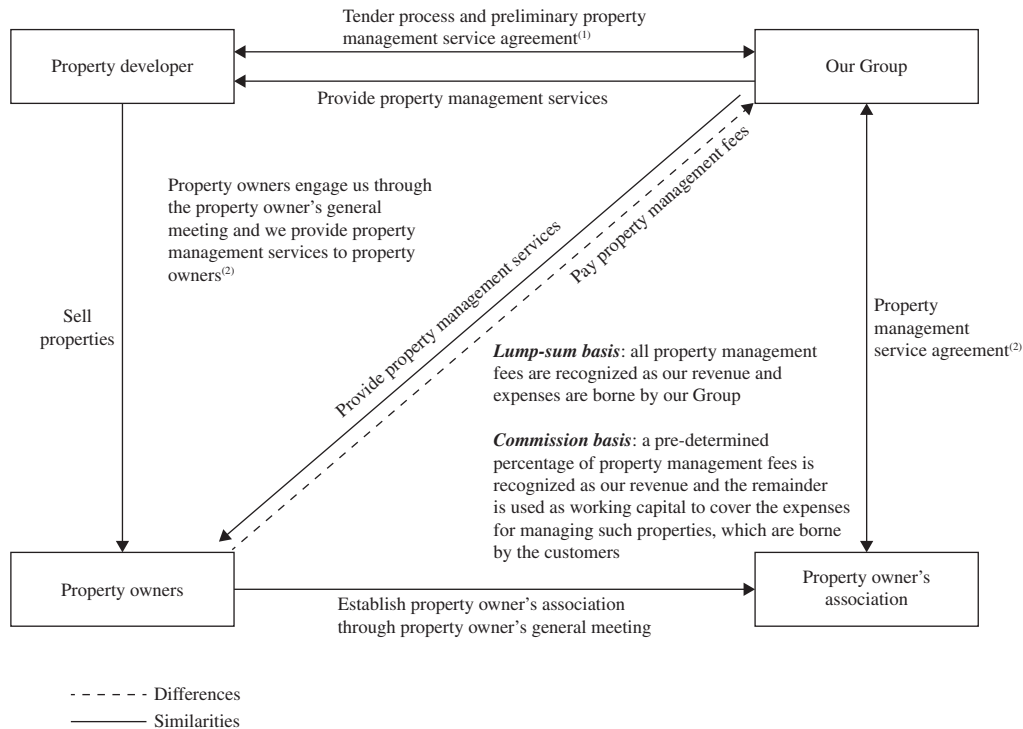 Tender process and preliminary property
management service agreement(1)
Property developer
Our Group
Provide property management services
Property owners engage us through
the property owner's general
meeting and we provide property
management services to property
owners(2)
Provide property management services
Pay property management fees
Sell
properties
Property
management
service agreement(2)
Lump-sum basis: all property management
fees are recognized as our revenue and
expenses are borne by our Group
Commission basis: a pre-determined
percentage of property management fees is
recognized as our revenue and the remainder
is used as working capital to cover the expenses
for managing such properties, which are borne
by the customers
Property owners
Property owner's
association
Establish property owner's association
through property owner's general meeting
Differences
Similarities